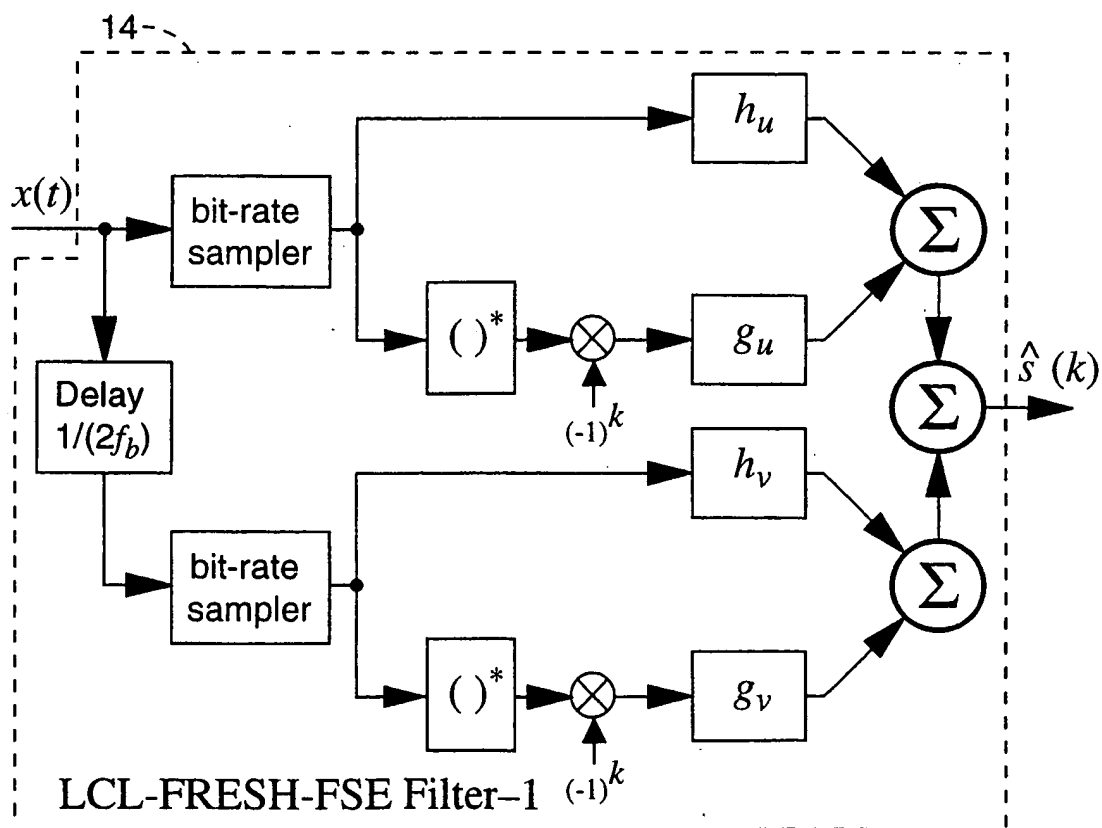 14
x(t)
bit-rate
sampler
h_u
Σ
( )*
g_u
(-1)^k
Delay
1/(2f_b)
Σ
ŝ (k)
bit-rate
sampler
h_v
Σ
( )*
g_v
(-1)^k
LCL-FRESH-FSE Filter–1